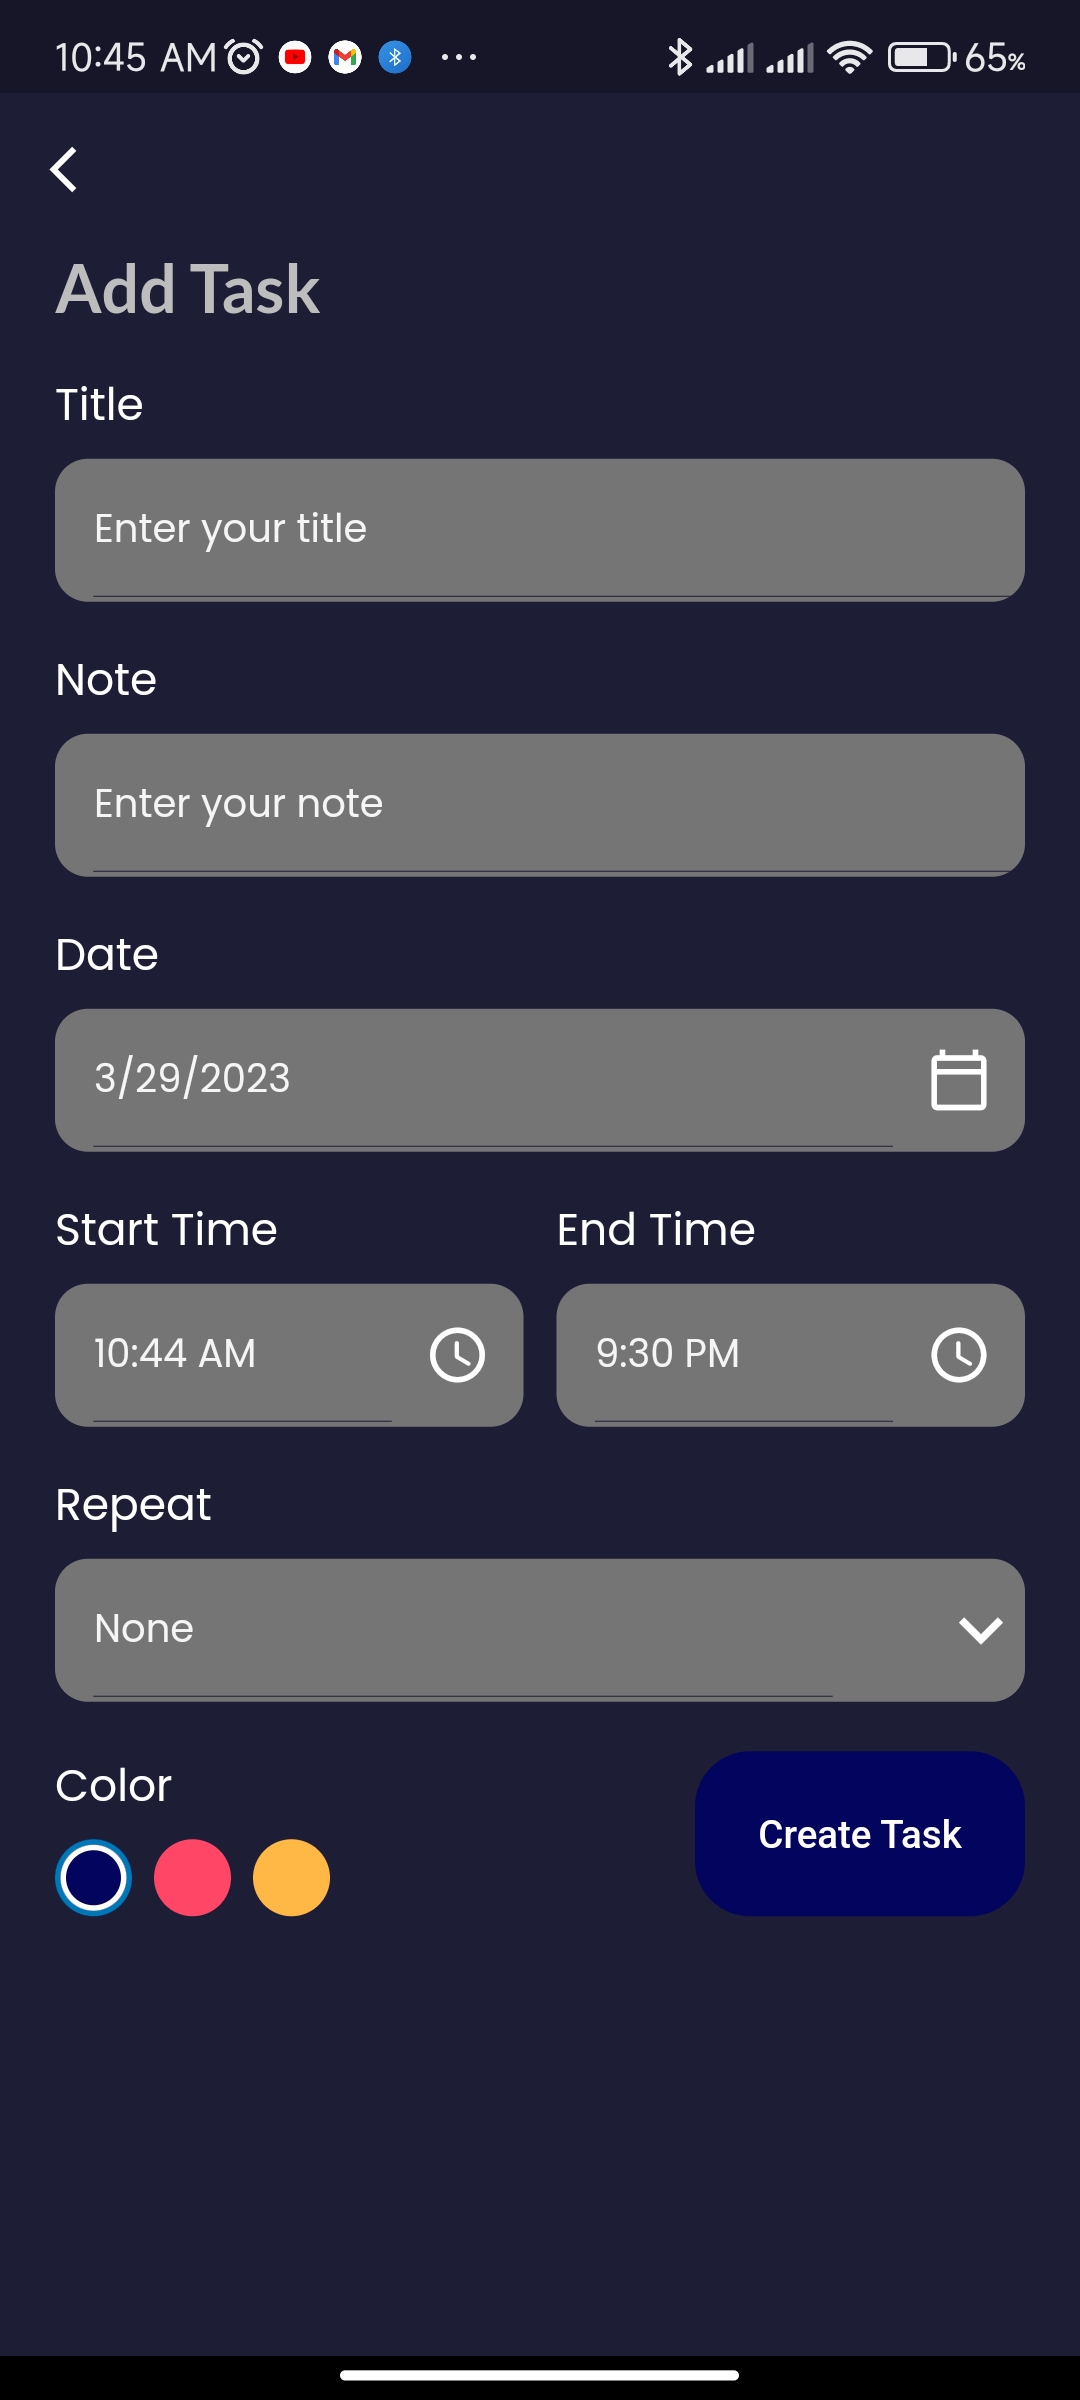 10:45 AM 65%
Add Task
Title
Enter your title
Note
Enter your note
Date
3/29/2023
Start Time End Time
10:44 AM 9:30 PM
Repeat
None
Color
Create Task